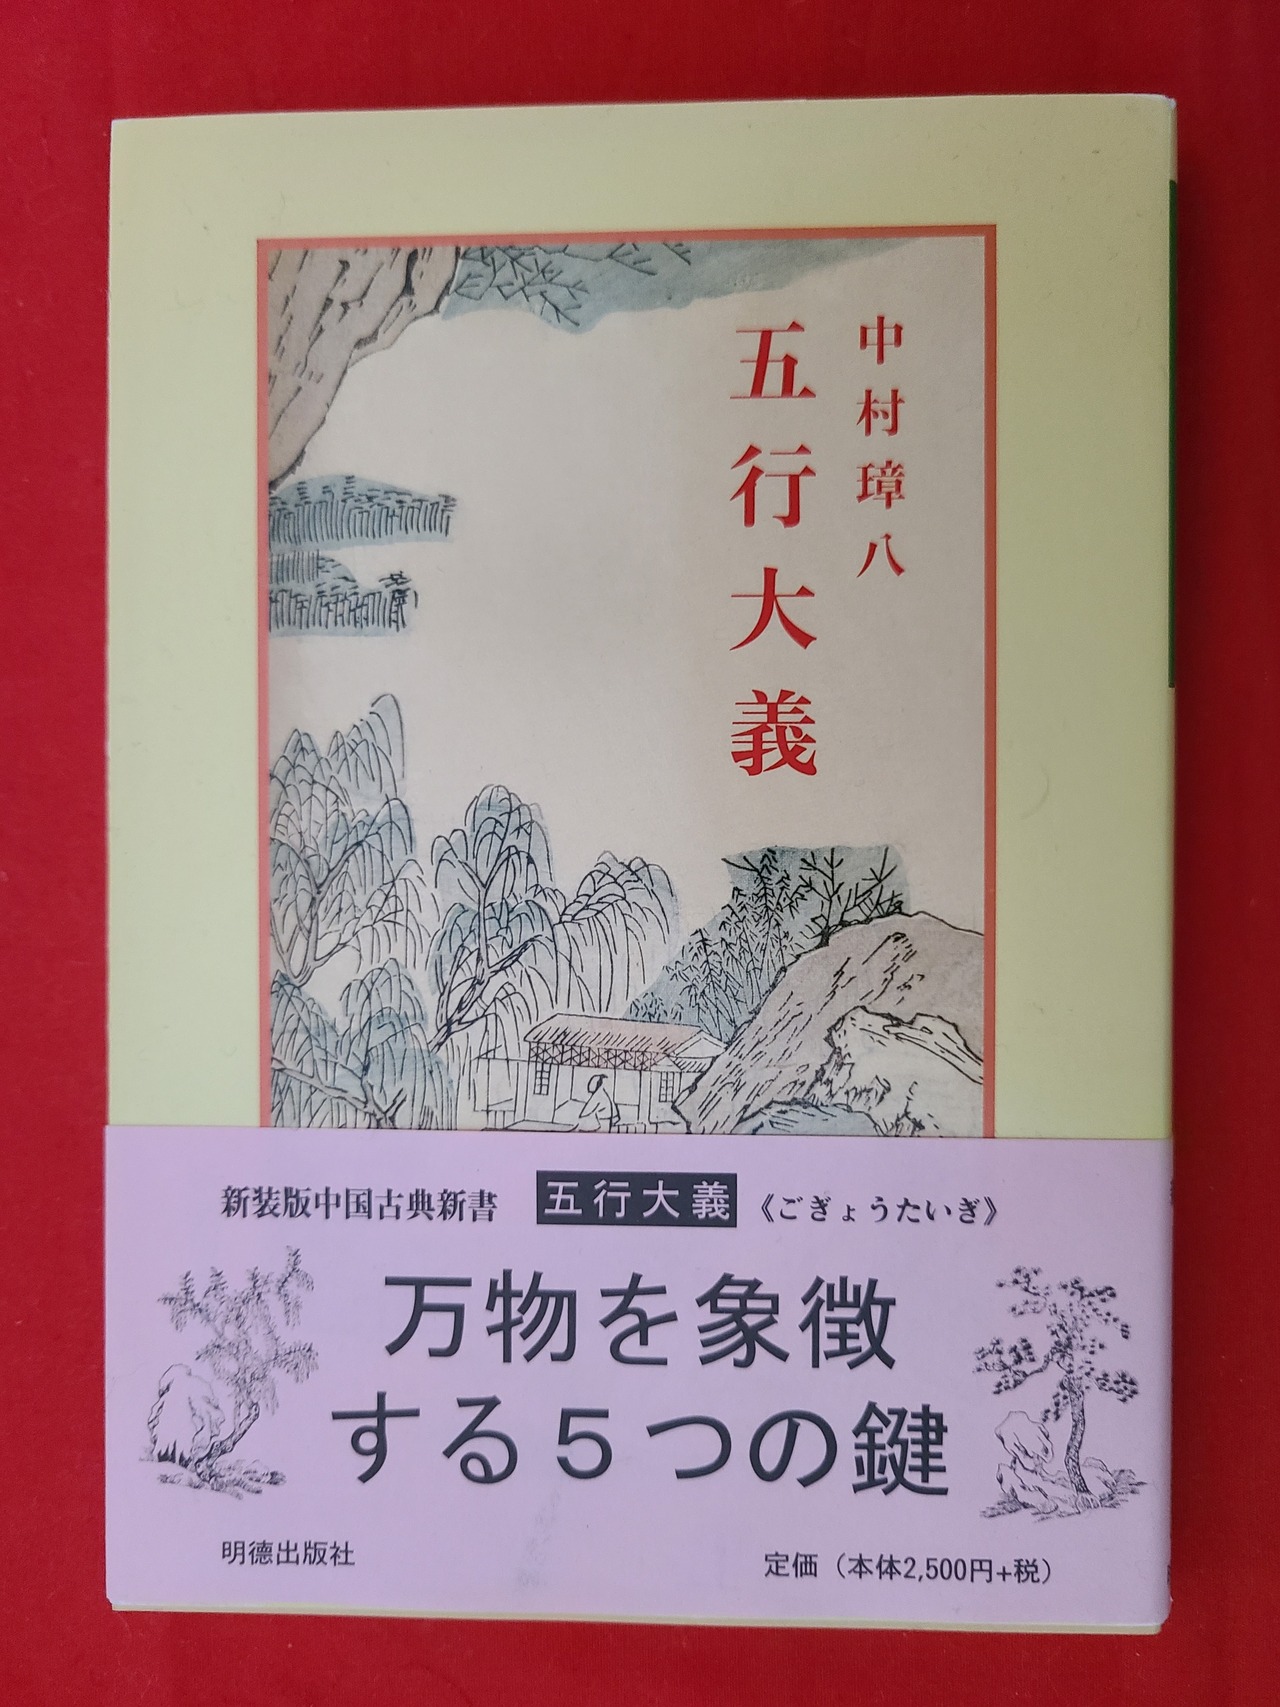 中村璋八
五行大義
新装版中国古典新書 五行大義 《ごぎょうたいぎ》
万物を象徴
する５つの鍵
明德出版社
定価（本体2,500円+税）